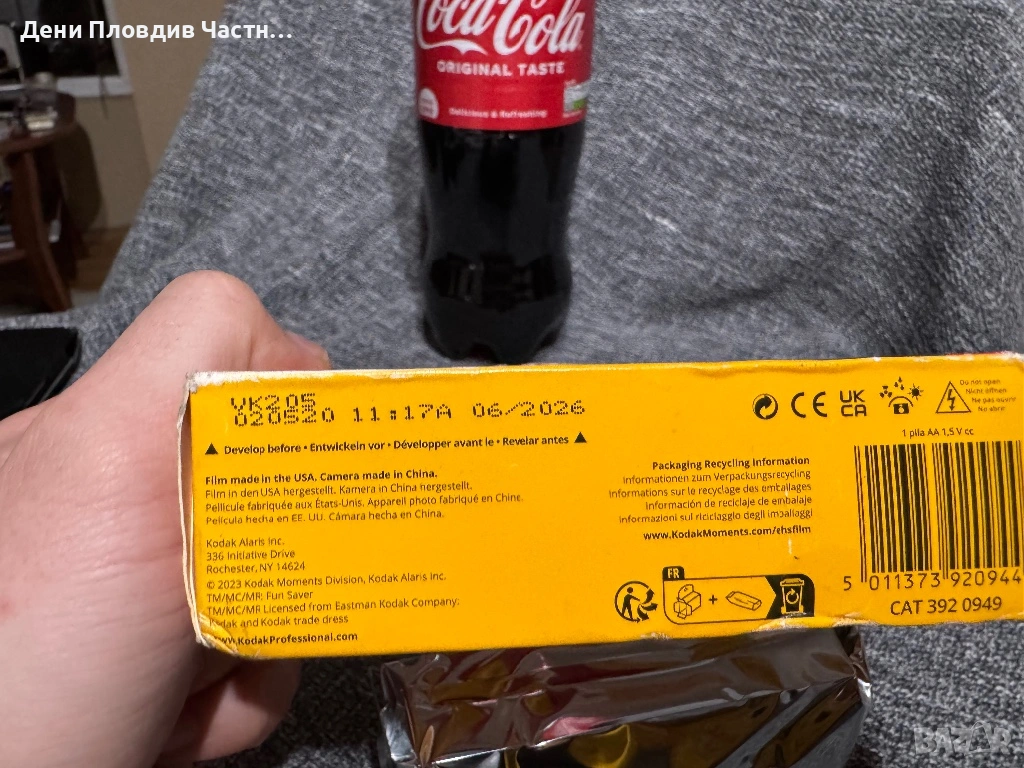 Дени Пловдив Частн...
Coca-Cola
ORIGINAL TASTE
Delicious & Refreshing
VK205
020820 11:17A 06/2026
▲ Develop before • Entwickeln vor • Développer avant le • Revelar antes ▲
Film made in the USA. Camera made in China.
Film in den USA hergestellt. Kamera in China hergestellt.
Pellicule fabriquée aux États-Unis. Appareil photo fabriqué en Chine.
Película hecha en EE. UU. Cámara hecha en China.
Kodak Alaris Inc.
336 Initiative Drive
Rochester, NY 14624
© 2023 Kodak Moments Division, Kodak Alaris Inc.
TM/MC/MR: Fun Saver
TM/MC/MR Licensed from Eastman Kodak Company:
Kodak and Kodak trade dress
www.KodakProfessional.com
Packaging Recycling Information
Informationen zum Verpackungsrecycling
Informations sur le recyclage des emballages
Información de reciclaje de embalaje
Informazioni sul riciclaggio degli imballaggi
www.KodakMoments.com/ehsfilm
FR
CE
UK
CA
Do not open
Nicht öffnen
Ne pas ouvrir
No abrir
1 pila AA 1,5 V cc
5 011373 920944
CAT 392 0949
BAZAR